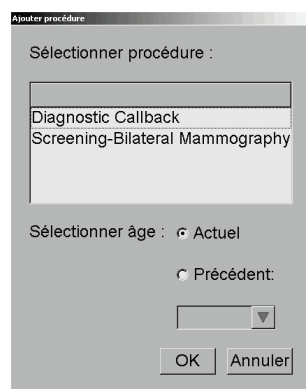 Ajouter procédure
Sélectionner procédure :
Diagnostic Callback
Screening-Bilateral Mammography
Sélectionner âge : Actuel
Précédent:
OK Annuler